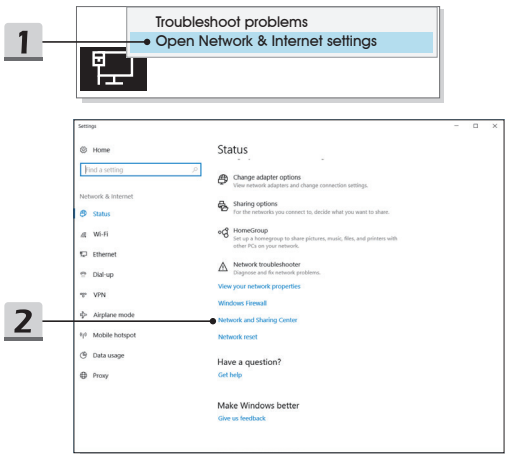 Troubleshoot problems
1
Open Network & Internet settings
Settings
Home
Status
Find a setting
Change adapter options
View network adapters and change connection settings.
Network & Internet
Sharing options
For the networks you connect to, decide what you want to share.
Status
Wi-Fi
HomeGroup
Set up a homegroup to share pictures, music, files, and printers with
other PCs on your network.
Ethernet
Network troubleshooter
Diagnose and fix network problems.
Dial-up
View your network properties
VPN
Windows Firewall
2
Airplane mode
Network and Sharing Center
Mobile hotspot
Network reset
Data usage
Have a question?
Proxy
Get help
Make Windows better
Give us feedback